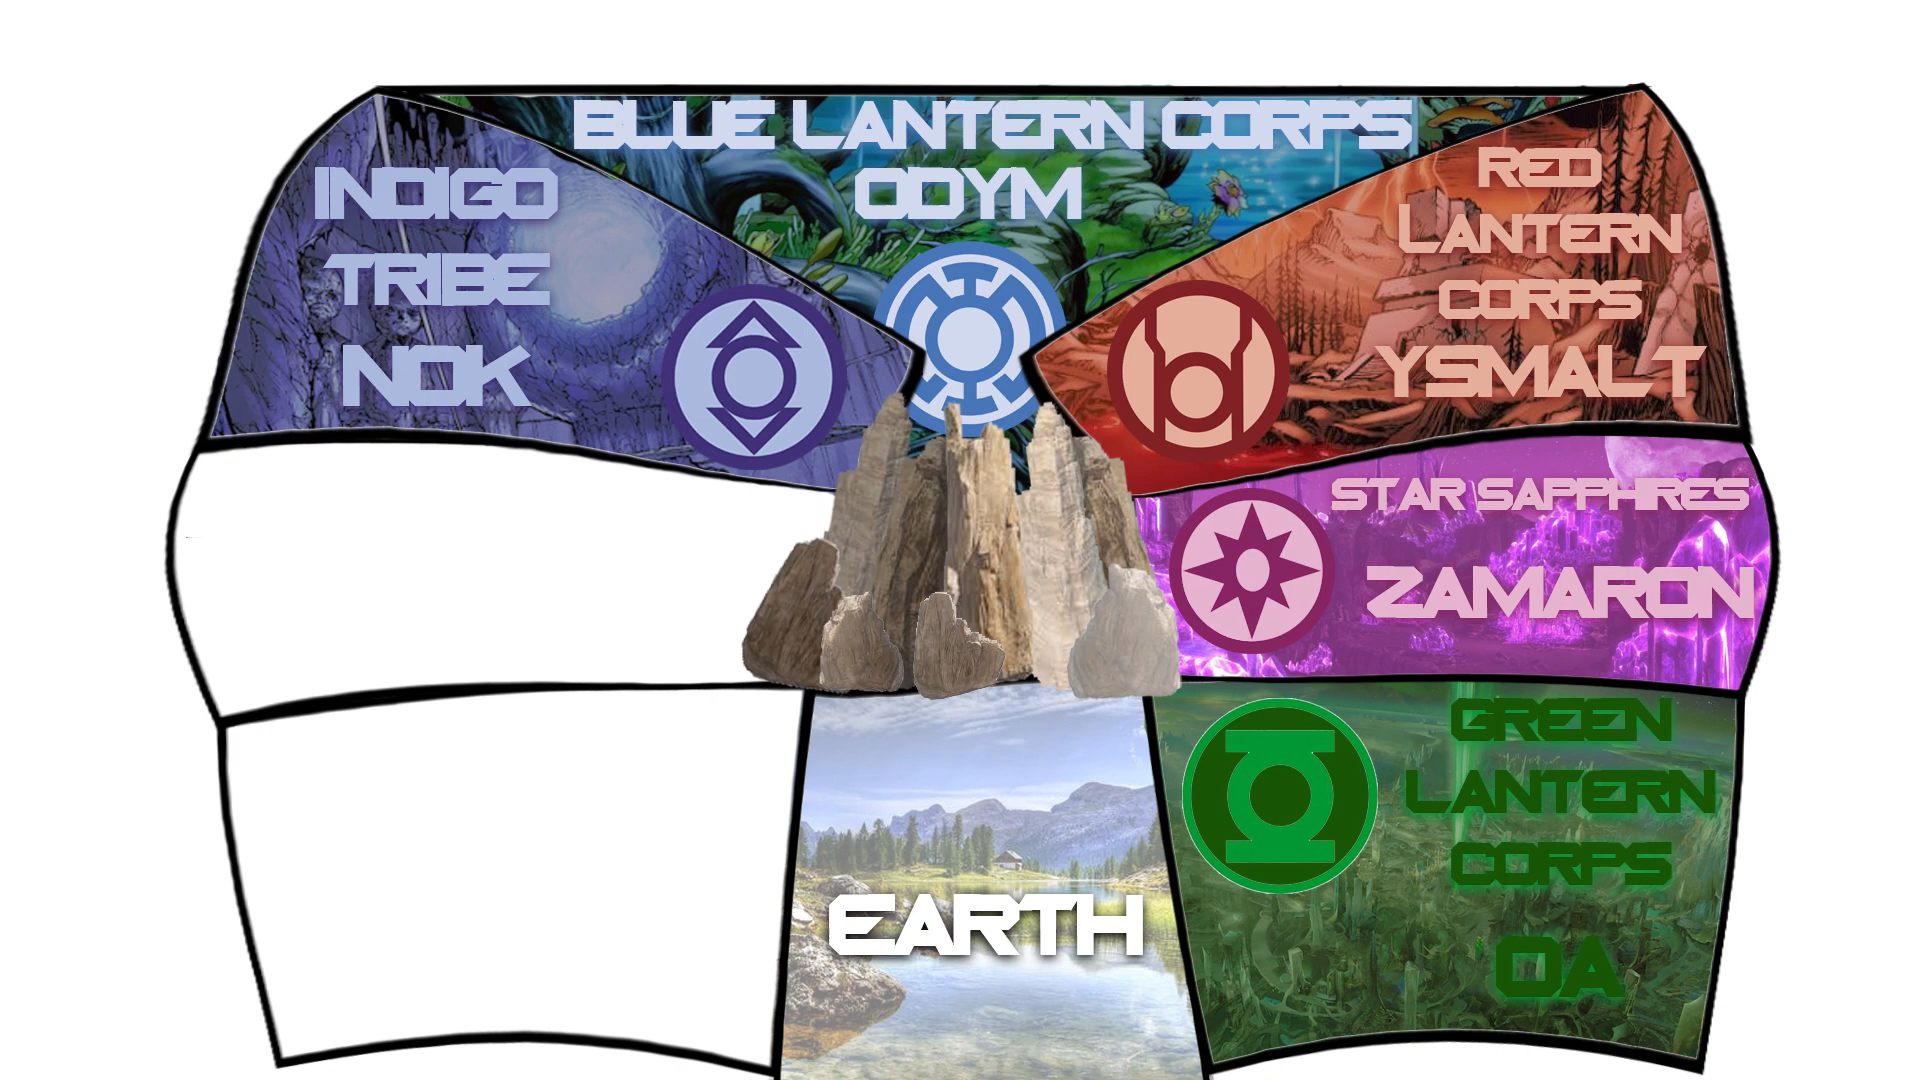 BLUE LANTERN CORPS
ODYM
INDIGO
TRIBE
NOK
RED
LANTERN
CORPS
YSMALT
STAR SAPPHIRES
ZAMARON
GREEN
LANTERN
CORPS
OA
EARTH